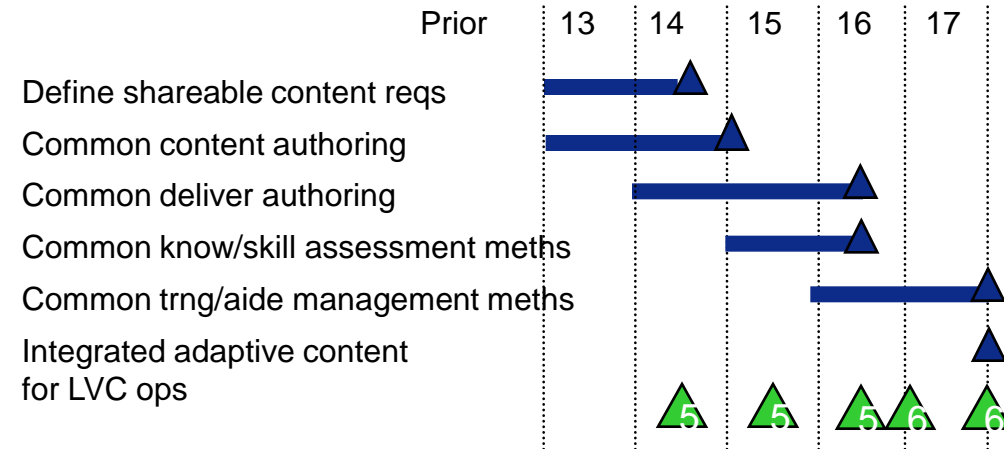 Prior 13 14 15 16 17
Define shareable content reqs
Common content authoring
Common deliver authoring
Common know/skill assessment meths
Common trng/aide management meths
Integrated adaptive content
for LVC ops
5 5 5 6 6